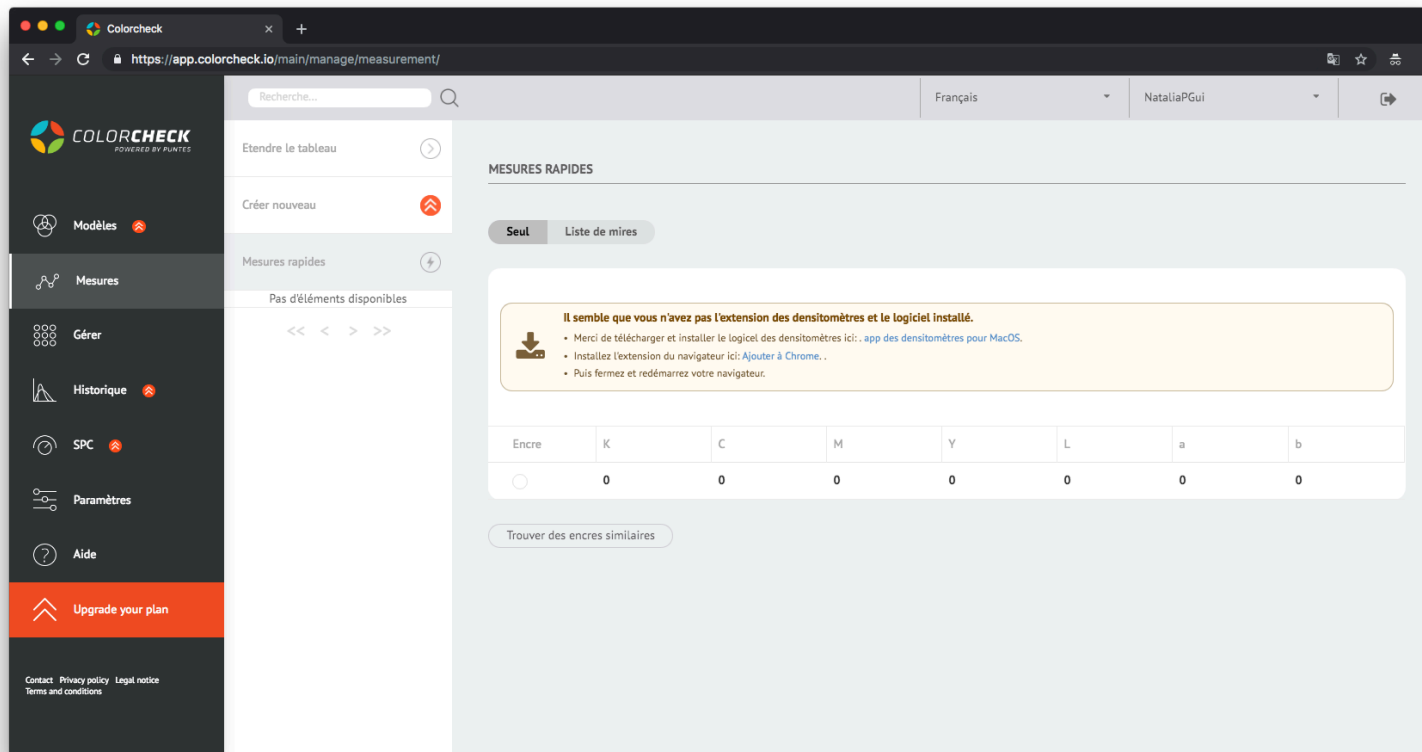 Colorcheck
https://app.colorcheck.io/main/manage/measurement/
COLORCHECK
POWERED BY PUNTES
Modèles
Mesures
Gérer
Historique
SPC
Paramètres
Aide
Upgrade your plan
Contact Privacy policy Legal notice
Terms and conditions
Recherche...
Français
NataliaPGui
Etendre le tableau
Créer nouveau
Mesures rapides
Pas d'éléments disponibles
<< < > >>
MESURES RAPIDES
Seul Liste de mires
Il semble que vous n'avez pas l'extension des densitomètres et le logiciel installé.
• Merci de télécharger et installer le logicel des densitomètres ici: . app des densitomètres pour MacOS.
• Installez l'extension du navigateur ici: Ajouter à Chrome. .
• Puis fermez et redémarrez votre navigateur.
Encre K C M Y L a b
0 0 0 0 0 0 0
Trouver des encres similaires